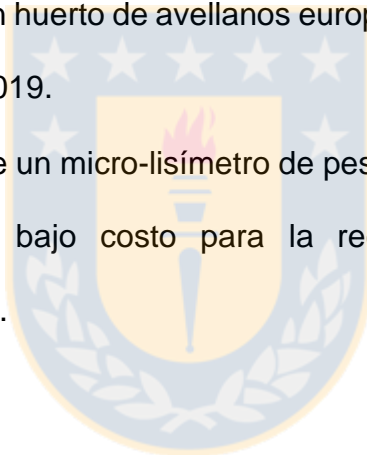 n huerto de avellanos europ
019.
e un micro-lisímetro de pes
bajo costo para la re
.